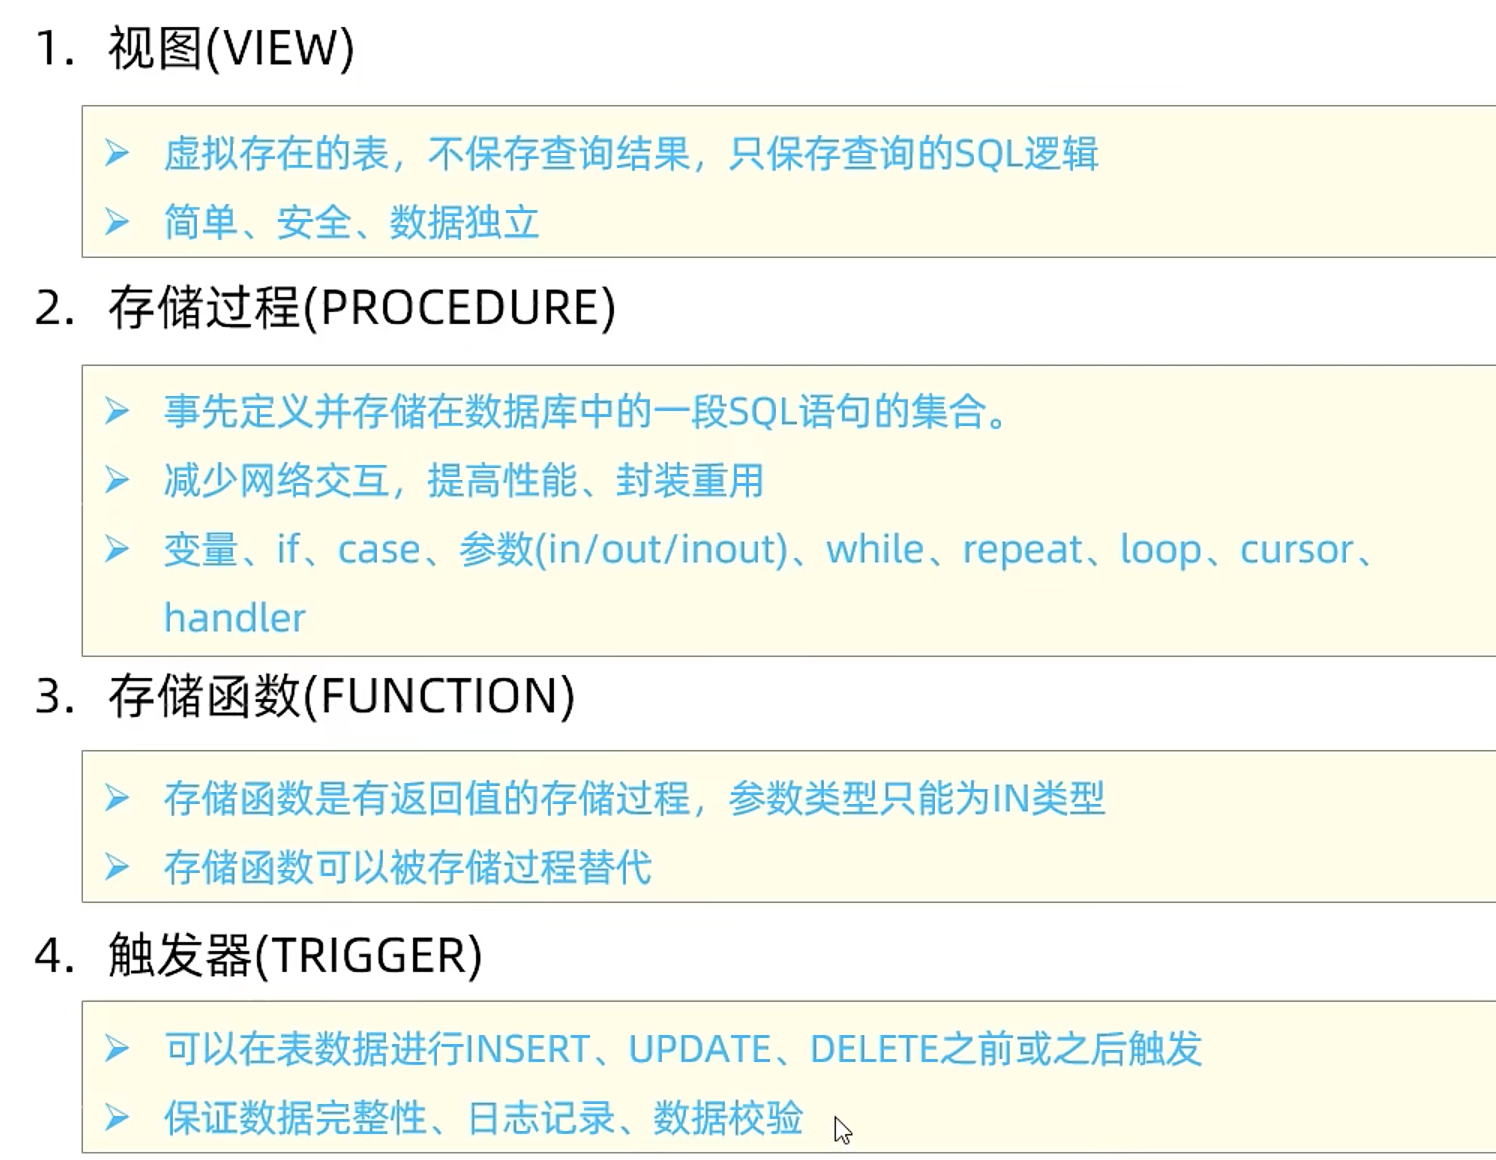 1. 视图(VIEW)
➢ 虚拟存在的表，不保存查询结果，只保存查询的SQL逻辑
➢ 简单、安全、数据独立
2. 存储过程(PROCEDURE)
➢ 事先定义并存储在数据库中的一段SQL语句的集合。
➢ 减少网络交互，提高性能、封装重用
➢ 变量、if、case、参数(in/out/inout)、while、repeat、loop、cursor、
handler
3. 存储函数(FUNCTION)
➢ 存储函数是有返回值的存储过程，参数类型只能为IN类型
➢ 存储函数可以被存储过程替代
4. 触发器(TRIGGER)
➢ 可以在表数据进行INSERT、UPDATE、DELETE之前或之后触发
➢ 保证数据完整性、日志记录、数据校验